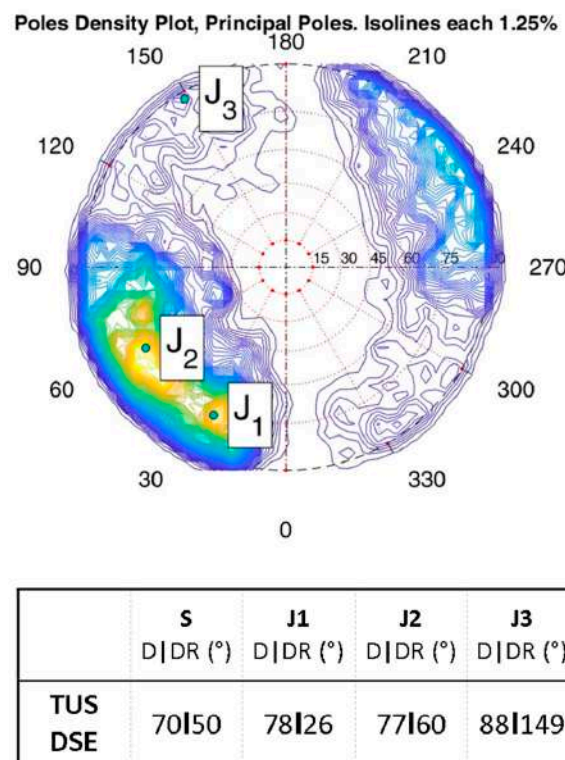 Poles Density Plot, Principal Poles. Isolines each 1.25%
180
150 210
J3
120 240
90 15 30 45 60 75 90 270
J2
60 300
J1
30 330
0
S J1 J2 J3
D|DR (°) D|DR (°) D|DR (°) D|DR (°)
TUS
DSE 70|50 78|26 77|60 88|149